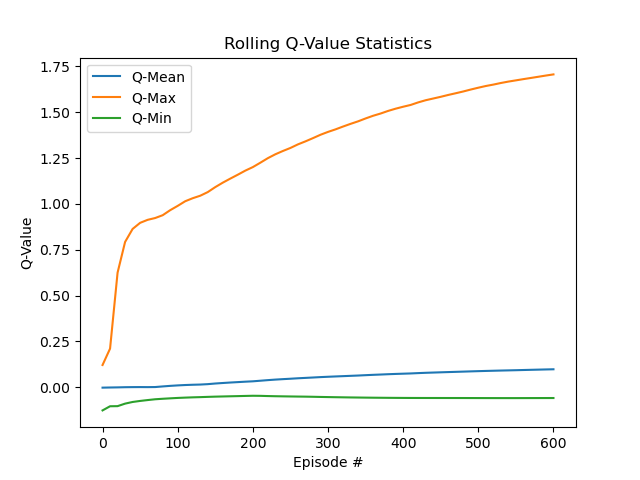 Rolling Q-Value Statistics
Q-Mean
Q-Max
Q-Min
1.75
1.50
1.25
1.00
0.75
0.50
0.25
0.00
Q-Value
0 100 200 300 400 500 600
Episode #